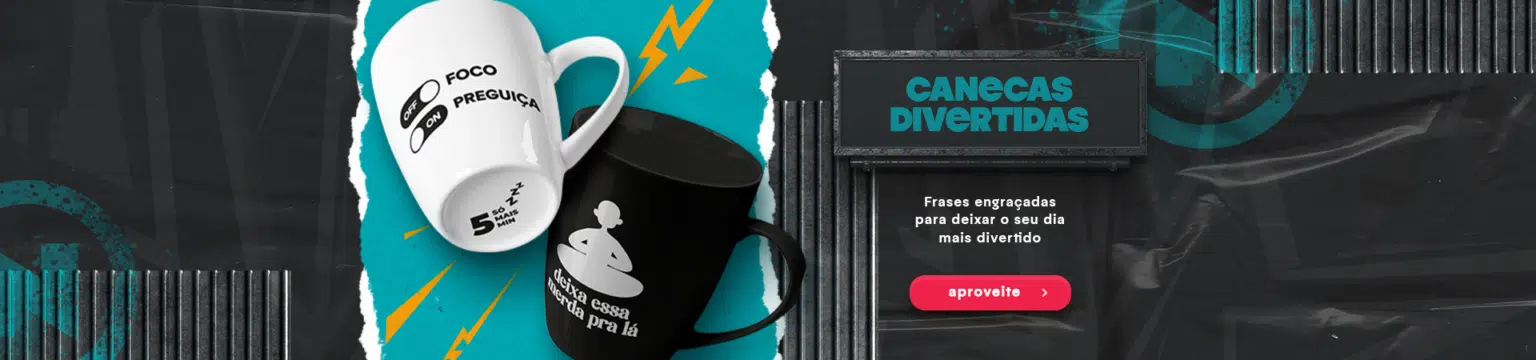 OFF FOCO
ON PREGUIÇA
5 SÓ
MAIS
MIN
zzz
deixa essa
merda pra lá
CANECAS
DIVERTIDAS
Frases engraçadas
para deixar o seu dia
mais divertido
aproveite